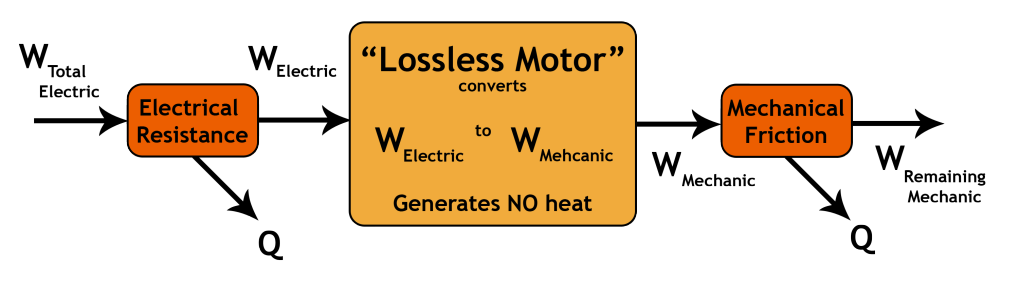 W Total Electric
Electrical
Resistance
Q
W Electric
“Lossless Motor”
converts
W Electric to W Mehcanic
Generates NO heat
W Mechanic
Mechanical
Friction
Q
W Remaining Mechanic